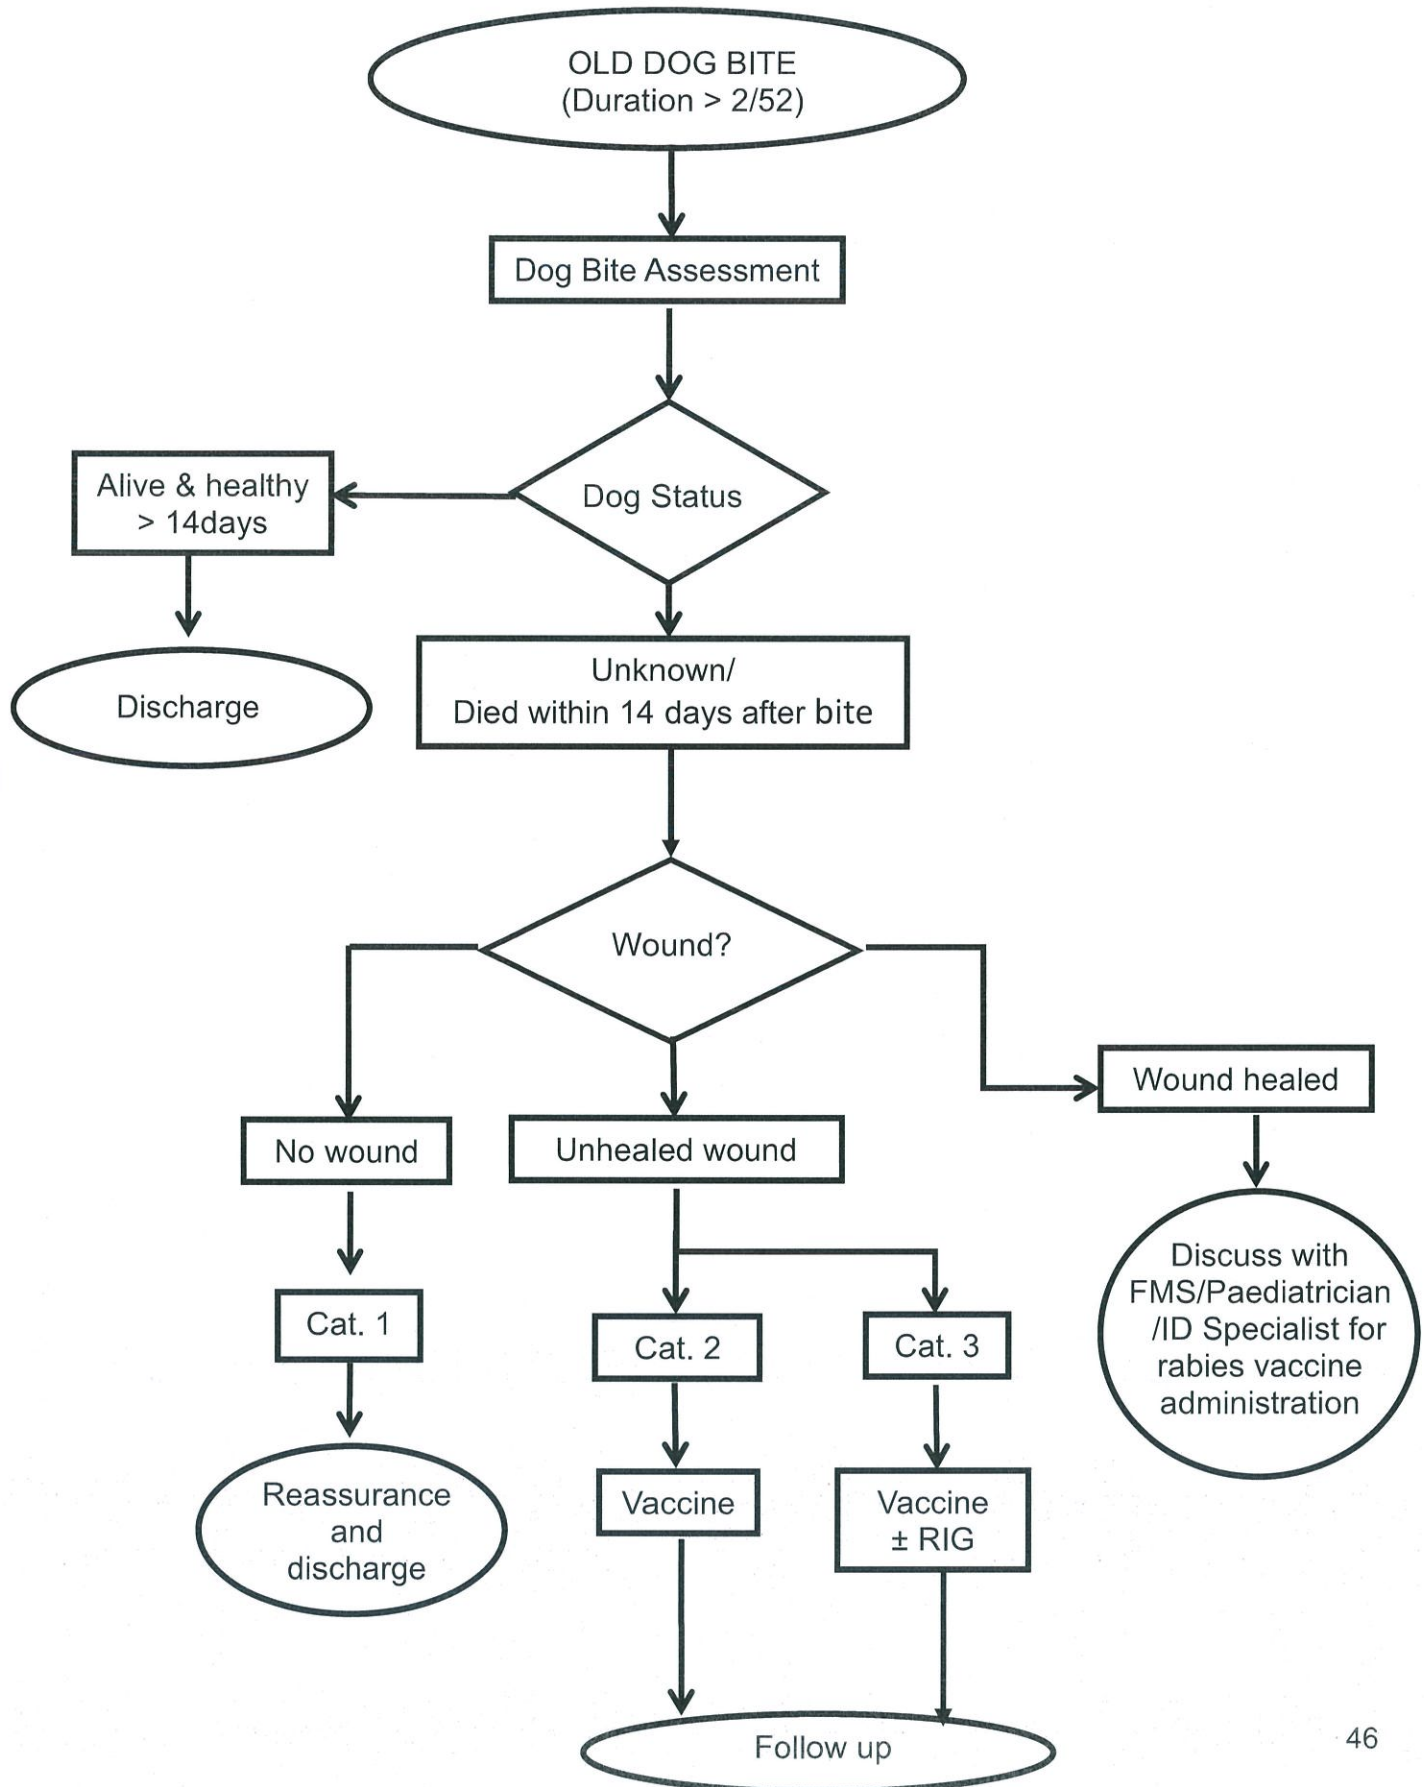 OLD DOG BITE
(Duration > 2/52)
Dog Bite Assessment
Dog Status
Alive & healthy
> 14days
Discharge
Unknown/
Died within 14 days after bite
Wound?
No wound
Unhealed wound
Wound healed
Cat. 1
Cat. 2
Cat. 3
Discuss with
FMS/Paediatrician
/ID Specialist for
rabies vaccine
administration
Reassurance
and
discharge
Vaccine
Vaccine
± RIG
Follow up
46